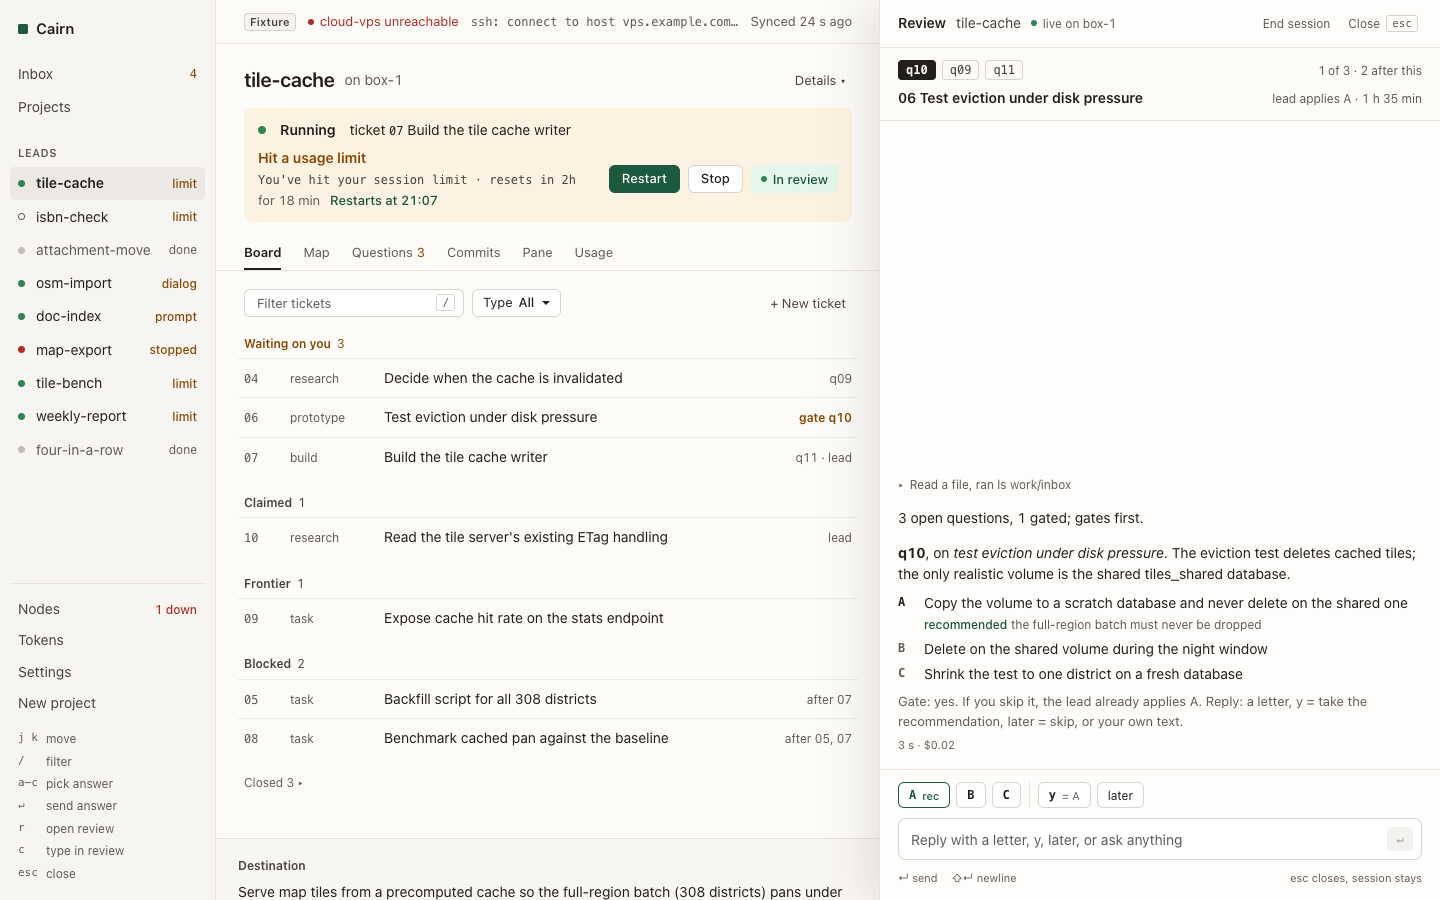 Cairn
Inbox 4
Projects
LEADS
tile-cache limit
isbn-check limit
attachment-move done
osm-import dialog
doc-index prompt
map-export stopped
tile-bench limit
weekly-report limit
four-in-a-row done
Nodes 1 down
Tokens
Settings
New project
j k move
/ filter
a–c pick answer
↵ send answer
r open review
c type in review
esc close
Fixture cloud-vps unreachable ssh: connect to host vps.example.com… Synced 24 s ago
tile-cache on box-1 Details ▾
Running ticket 07 Build the tile cache writer
Hit a usage limit
You've hit your session limit · resets in 2h
for 18 min Restarts at 21:07
Restart Stop In review
Board Map Questions 3 Commits Pane Usage
Filter tickets / Type All + New ticket
Waiting on you 3
04 research Decide when the cache is invalidated q09
06 prototype Test eviction under disk pressure gate q10
07 build Build the tile cache writer q11 · lead
Claimed 1
10 research Read the tile server's existing ETag handling lead
Frontier 1
09 task Expose cache hit rate on the stats endpoint
Blocked 2
05 task Backfill script for all 308 districts after 07
08 task Benchmark cached pan against the baseline after 05, 07
Closed 3 ▸
Destination
Serve map tiles from a precomputed cache so the full-region batch (308 districts) pans under
Review tile-cache live on box-1 End session Close esc
q10 q09 q11 1 of 3 · 2 after this
06 Test eviction under disk pressure lead applies A · 1 h 35 min
▸ Read a file, ran ls work/inbox
3 open questions, 1 gated; gates first.
q10, on test eviction under disk pressure. The eviction test deletes cached tiles;
the only realistic volume is the shared tiles_shared database.
A Copy the volume to a scratch database and never delete on the shared one
recommended the full-region batch must never be dropped
B Delete on the shared volume during the night window
C Shrink the test to one district on a fresh database
Gate: yes. If you skip it, the lead already applies A. Reply: a letter, y = take the
recommendation, later = skip, or your own text.
3 s · $0.02
A rec B C y = A later
Reply with a letter, y, later, or ask anything ↵
↵ send ⇧↵ newline esc closes, session stays